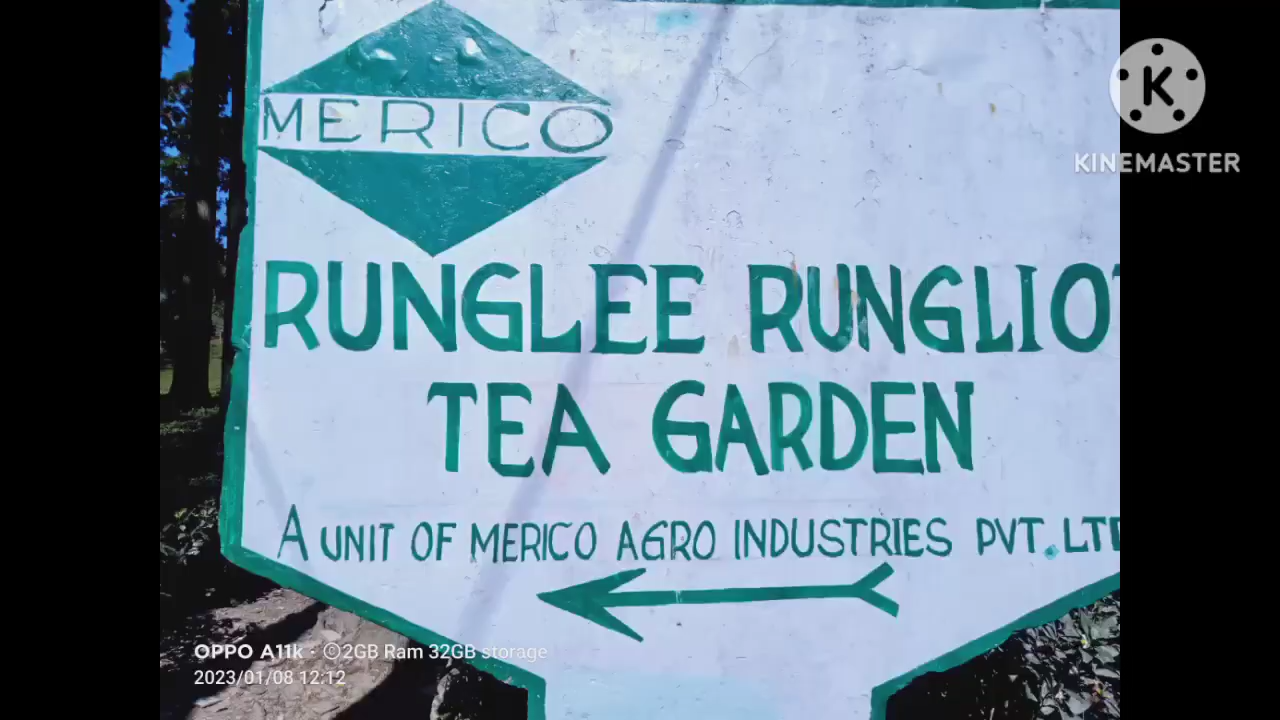 MERICO
RUNGLEE RUNGLIOT
TEA GARDEN
A UNIT OF MERICO AGRO INDUSTRIES PVT. LTD
K
KINEMASTER
OPPO A11k · ©2GB Ram 32GB storage
2023/01/08 12:12